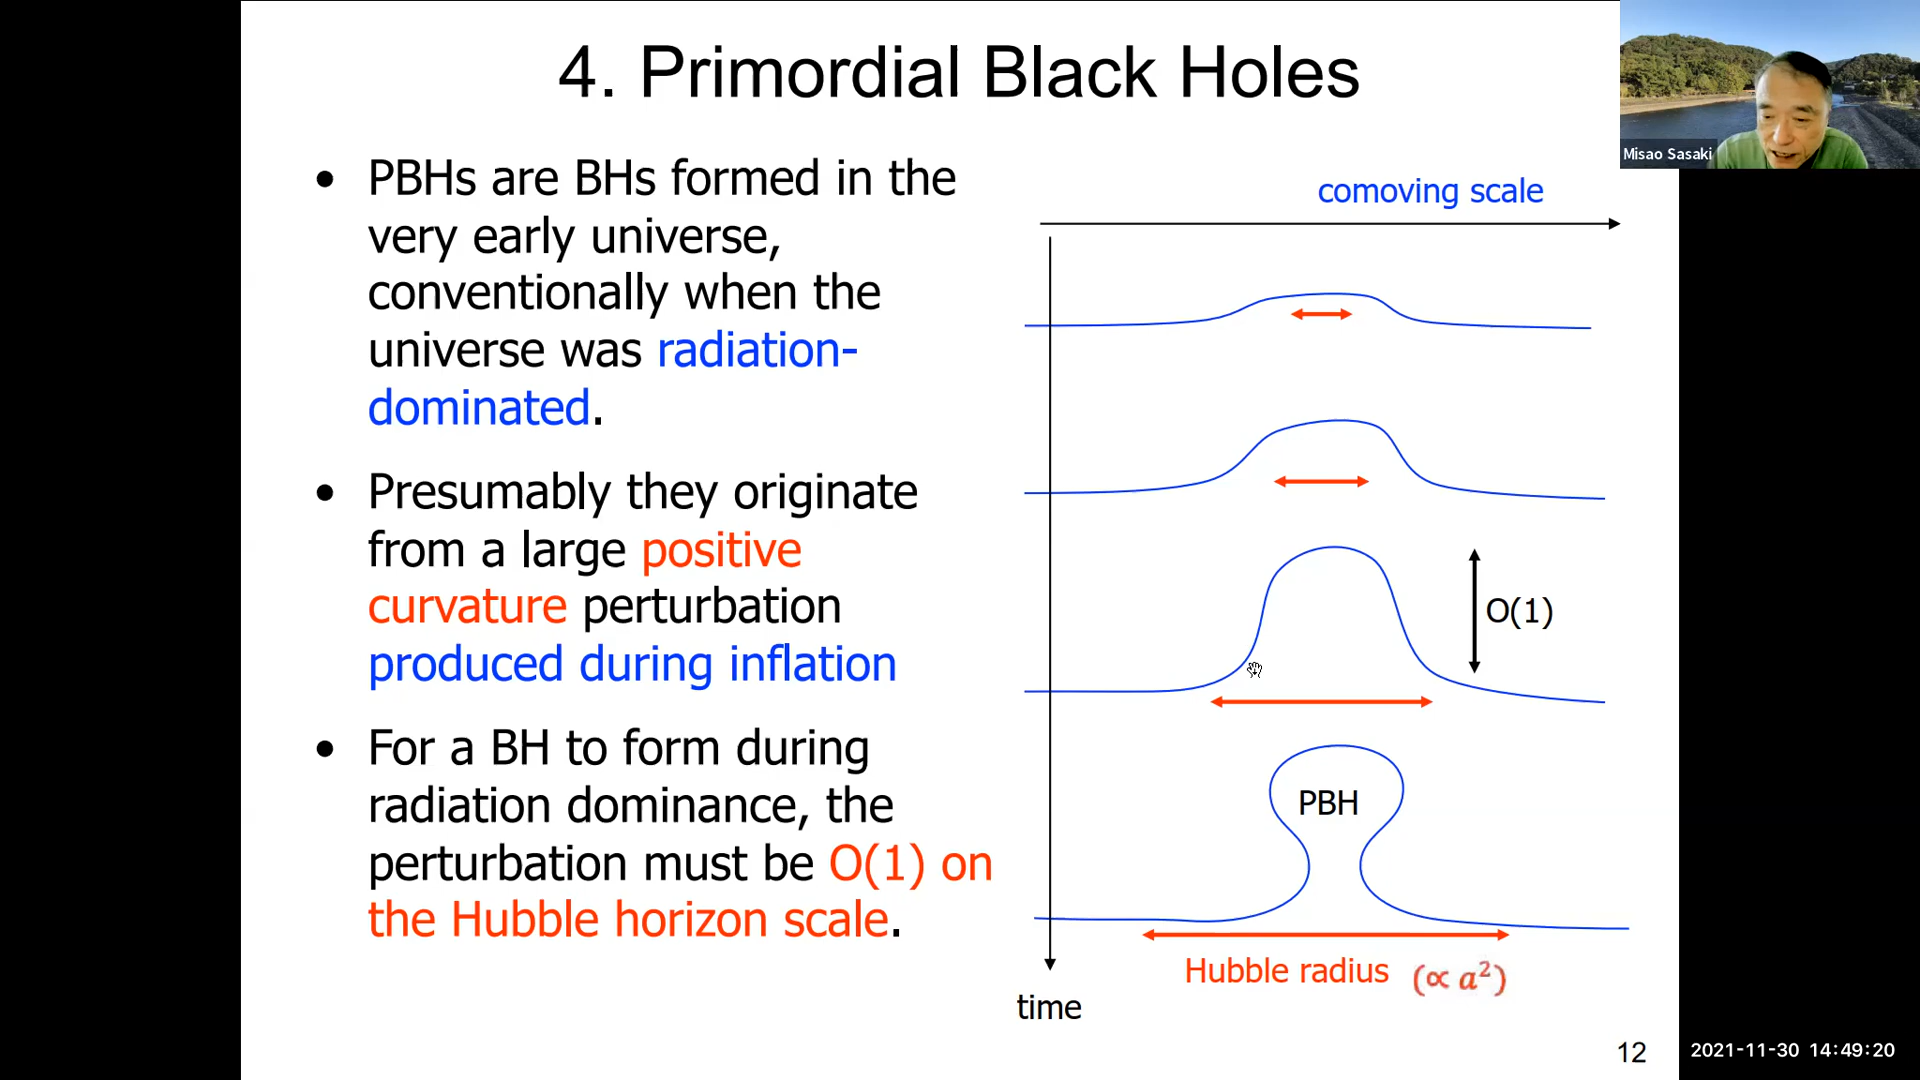 4. Primordial Black Holes
Misao Sasaki
• PBHs are BHs formed in the
very early universe,
conventionally when the
universe was radiation-
dominated.
• Presumably they originate
from a large positive
curvature perturbation
produced during inflation
• For a BH to form during
radiation dominance, the
perturbation must be O(1) on
the Hubble horizon scale.
comoving scale
O(1)
PBH
Hubble radius (∝ a²)
time
12
2021-11-30 14:49:20